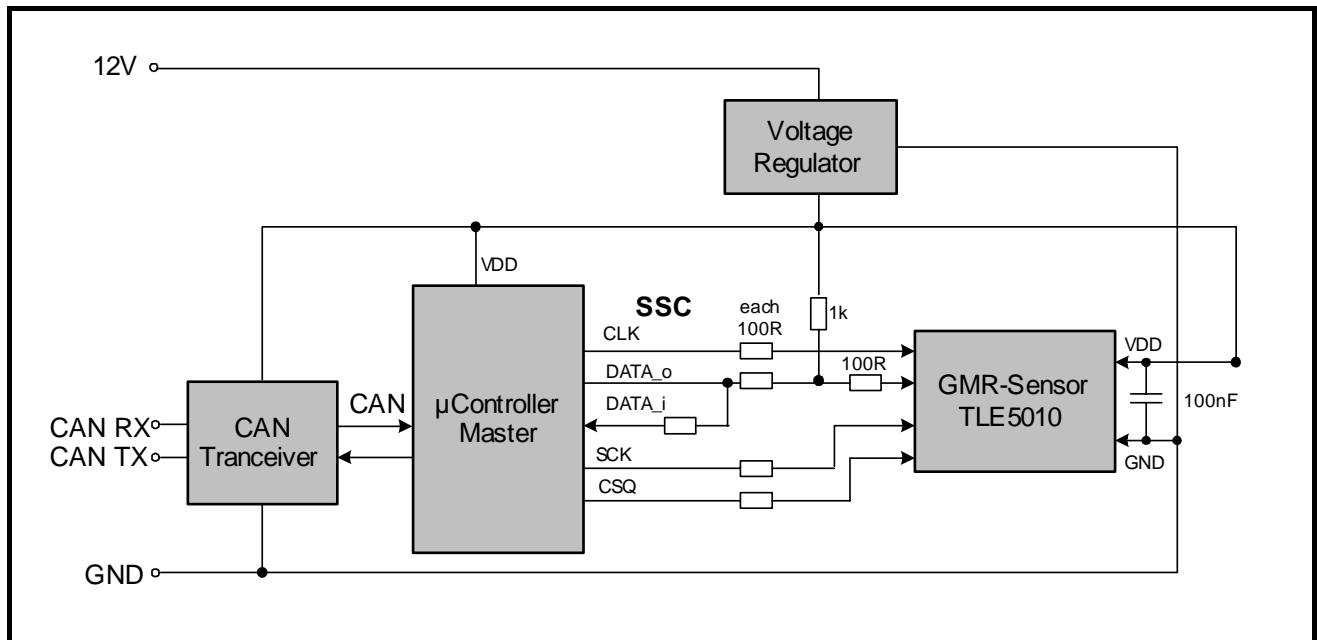 12V
Voltage
Regulator
VDD
SSC
each
100R
1k
CLK
DATA_o
100R
DATA_i
SCK
CSQ
CAN RX
CAN TX
CAN
Tranceiver
CAN
µController
Master
GMR-Sensor
TLE5010
VDD
100nF
GND
GND